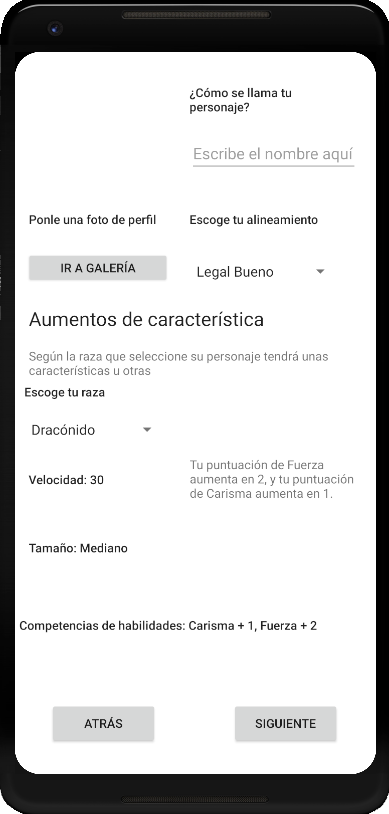 ¿Cómo se llama tu
personaje?
Escribe el nombre aquí
Ponle una foto de perfil
Escoge tu alineamiento
IR A GALERÍA
Legal Bueno
Aumentos de característica
Según la raza que seleccione su personaje tendrá unas
características u otras
Escoge tu raza
Dracónido
Velocidad: 30
Tu puntuación de Fuerza
aumenta en 2, y tu puntuación
de Carisma aumenta en 1.
Tamaño: Mediano
Competencias de habilidades: Carisma + 1, Fuerza + 2
ATRÁS
SIGUIENTE